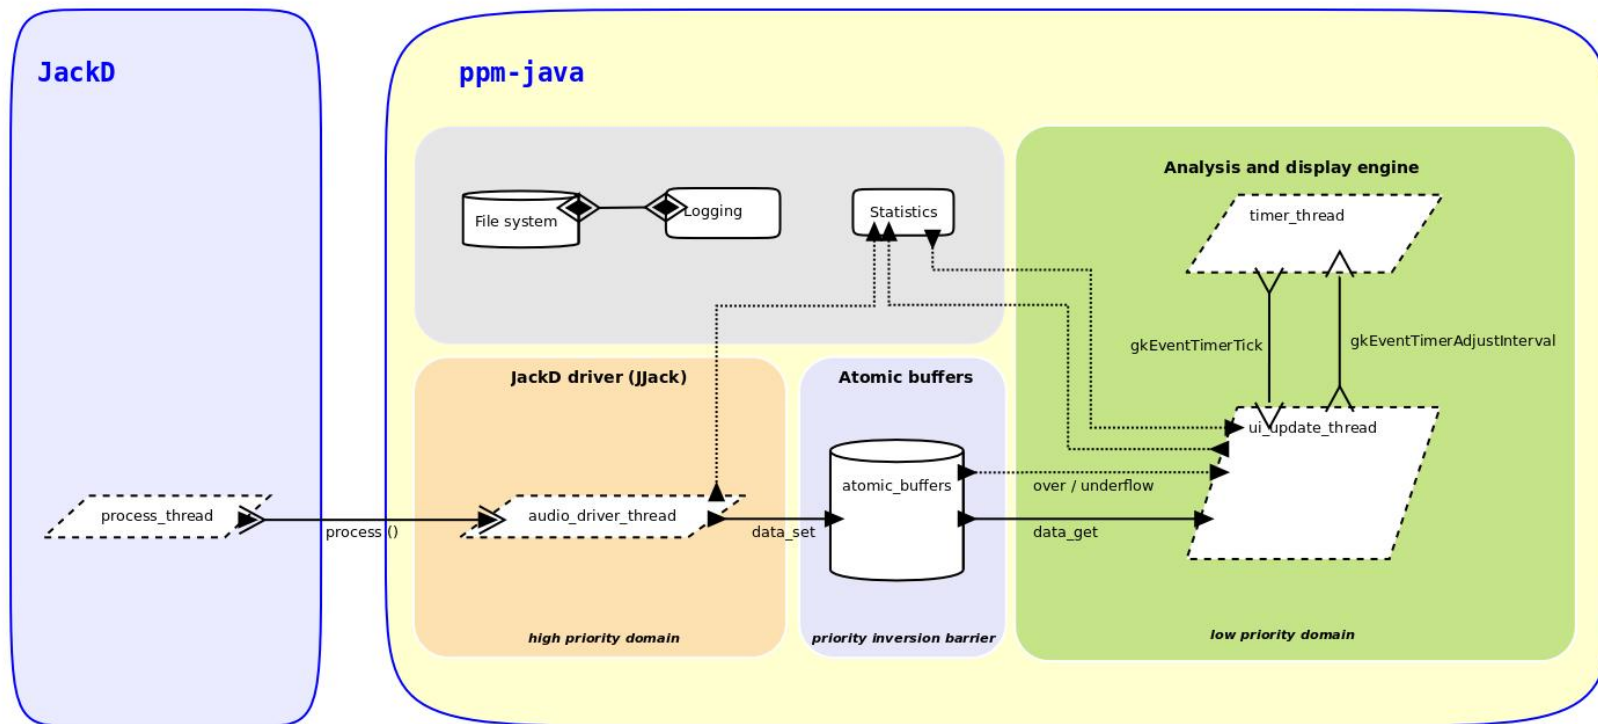 JackD
ppm-java
Analysis and display engine
File system
Logging
Statistics
timer_thread
gkEventTimerTick
gkEventTimerAdjustInterval
JackD driver (JJack)
Atomic buffers
ui_update_thread
process_thread
process ()
audio_driver_thread
data_set
atomic_buffers
over / underflow
data_get
high priority domain
priority inversion barrier
low priority domain